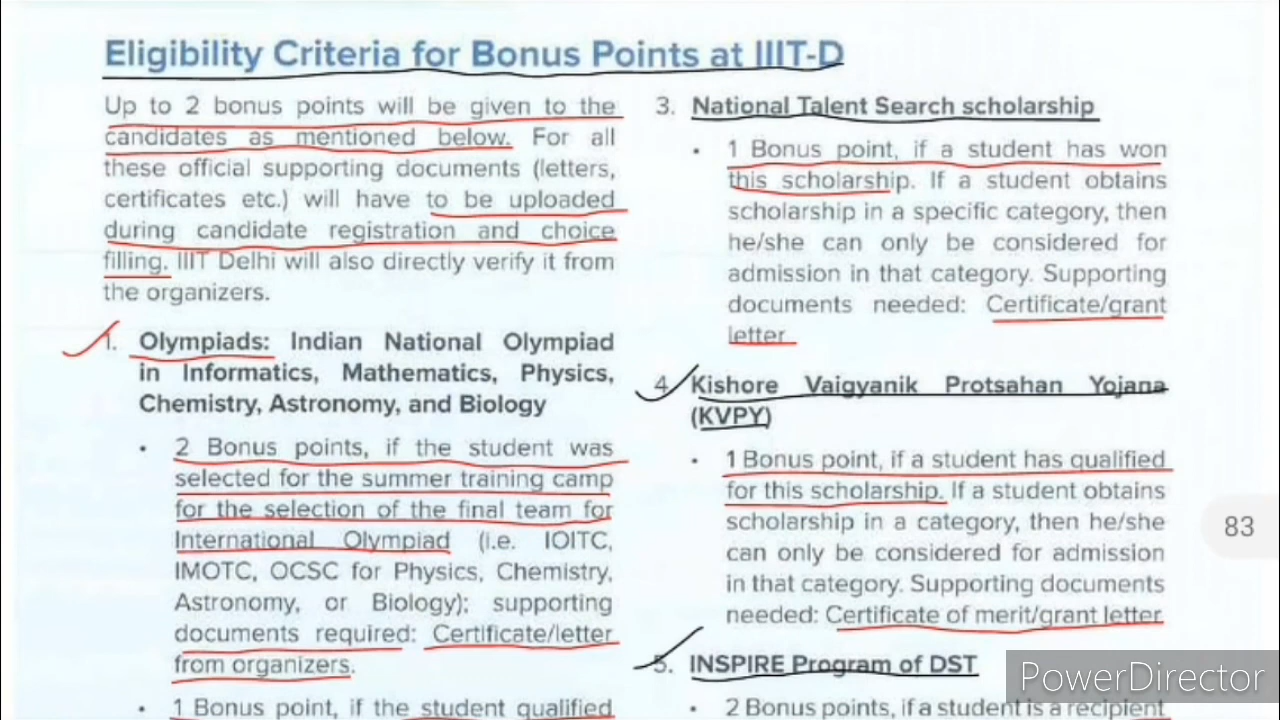 Eligibility Criteria for Bonus Points at IIIT-D
Up to 2 bonus points will be given to the
candidates as mentioned below. For all
these official supporting documents (letters,
certificates etc.) will have to be uploaded
during candidate registration and choice
filling. IIIT Delhi will also directly verify it from
the organizers.
1. Olympiads: Indian National Olympiad
in Informatics, Mathematics, Physics,
Chemistry, Astronomy, and Biology
• 2 Bonus points, if the student was
selected for the summer training camp
for the selection of the final team for
International Olympiad (i.e. IOITC,
IMOTC, OCSC for Physics, Chemistry,
Astronomy, or Biology): supporting
documents required: Certificate/letter
from organizers.
• 1 Bonus point, if the student qualified
3. National Talent Search scholarship
• 1 Bonus point, if a student has won
this scholarship. If a student obtains
scholarship in a specific category, then
he/she can only be considered for
admission in that category. Supporting
documents needed: Certificate/grant
letter.
4. Kishore Vaigyanik Protsahan Yojana
(KVPY)
• 1 Bonus point, if a student has qualified
for this scholarship. If a student obtains
scholarship in a category, then he/she
can only be considered for admission
in that category. Supporting documents
needed: Certificate of merit/grant letter
5. INSPIRE Program of DST
• 2 Bonus points, if a student is a recipient
83
PowerDirector